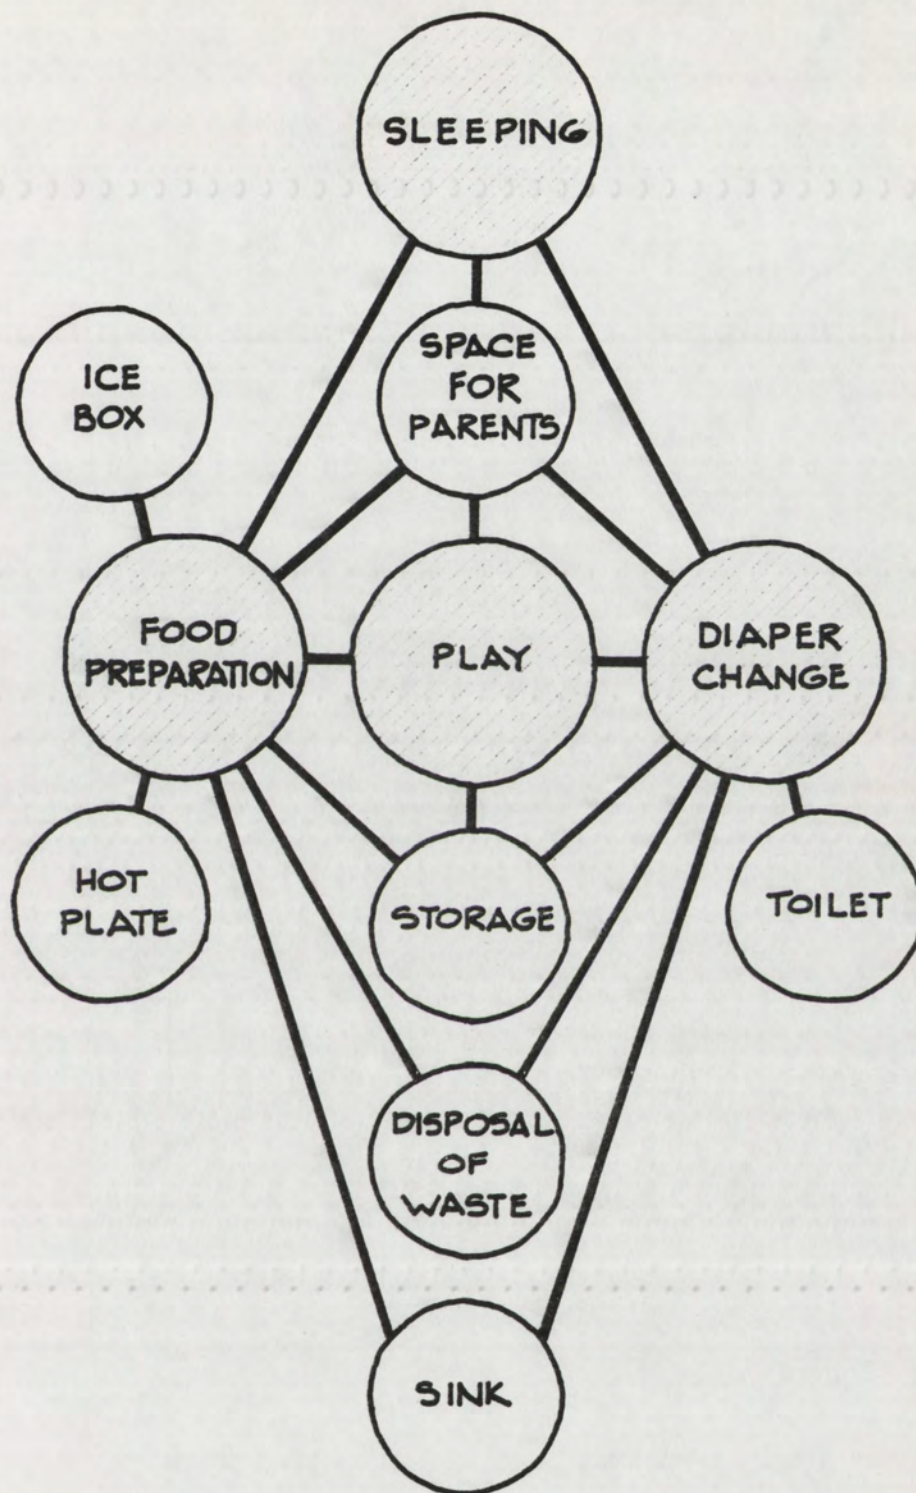 SLEEPING
ICE
BOX
SPACE
FOR
PARENTS
FOOD
PREPARATION
PLAY
DIAPER
CHANGE
HOT
PLATE
STORAGE
TOILET
DISPOSAL
OF
WASTE
SINK